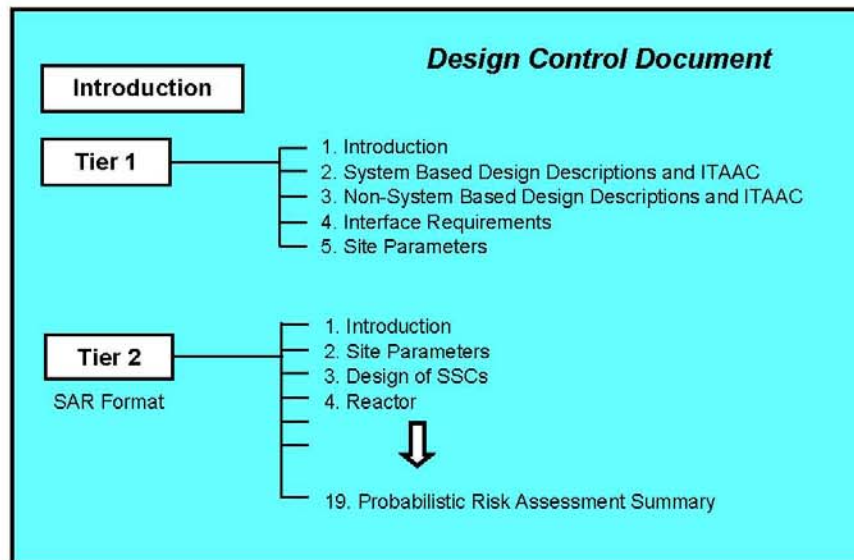 Design Control Document
Introduction
Tier 1
1. Introduction
2. System Based Design Descriptions and ITAAC
3. Non-System Based Design Descriptions and ITAAC
4. Interface Requirements
5. Site Parameters
Tier 2
SAR Format
1. Introduction
2. Site Parameters
3. Design of SSCs
4. Reactor
19. Probabilistic Risk Assessment Summary